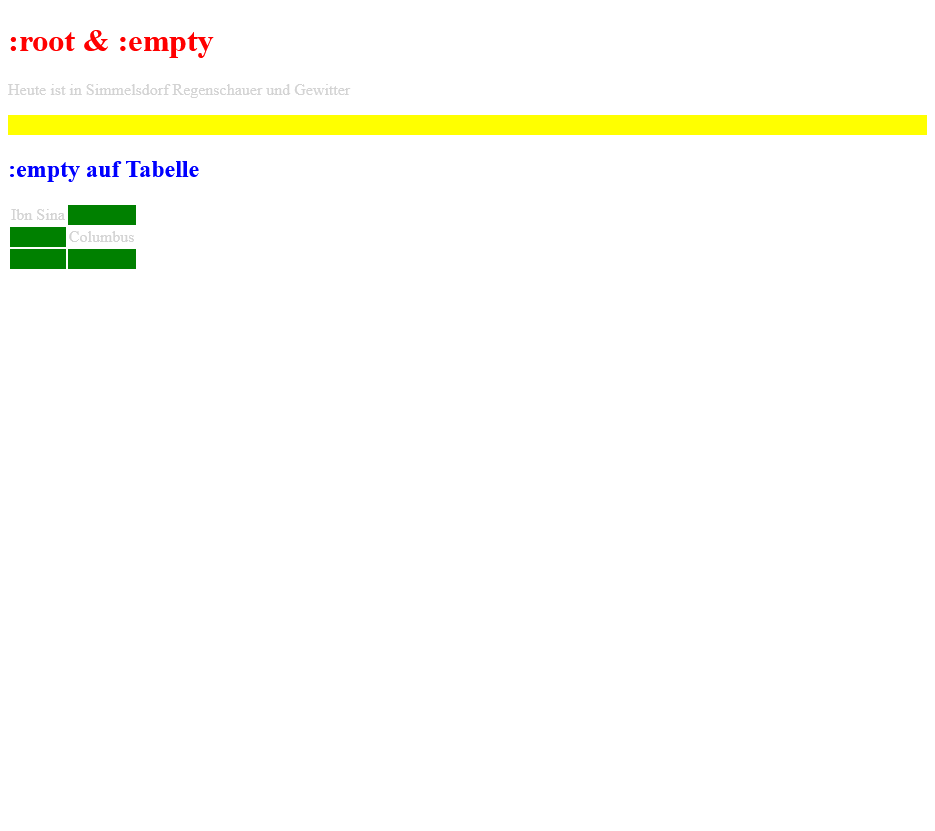 :root & :empty
Heute ist in Simmelsdorf Regenschauer und Gewitter
:empty auf Tabelle
Ibn Sina
Columbus